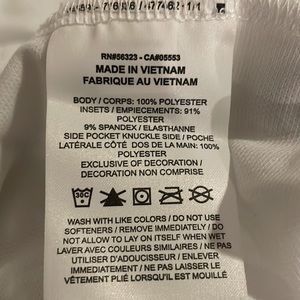 RN#56323 - CA#05553
MADE IN VIETNAM
FABRIQUE AU VIETNAM
BODY / CORPS: 100% POLYESTER
INSETS / EMPIECEMENTS: 91%
POLYESTER
9% SPANDEX / ELASTHANNE
SIDE POCKET KNUCKLE SIDE / POCHE
LATÉRALE CÔTÉ DOS DE LA MAIN: 100%
POLYESTER
EXCLUSIVE OF DECORATION /
DECORATION NON COMPRISE
30C
WASH WITH LIKE COLORS / DO NOT USE
SOFTENERS / REMOVE IMMEDIATELY / DO
NOT ALLOW TO LAY ON ITSELF WHEN WET
LAVER AVEC COULEURS SIMILAIRES / NE PAS
UTILISER D'ADOUCISSEUR / ENLEVER
IMMEDIATEMENT / NE LAISSEZ PAS LE
VÊTEMENT PLIÉ LORSQU'IL EST MOUILLÉ